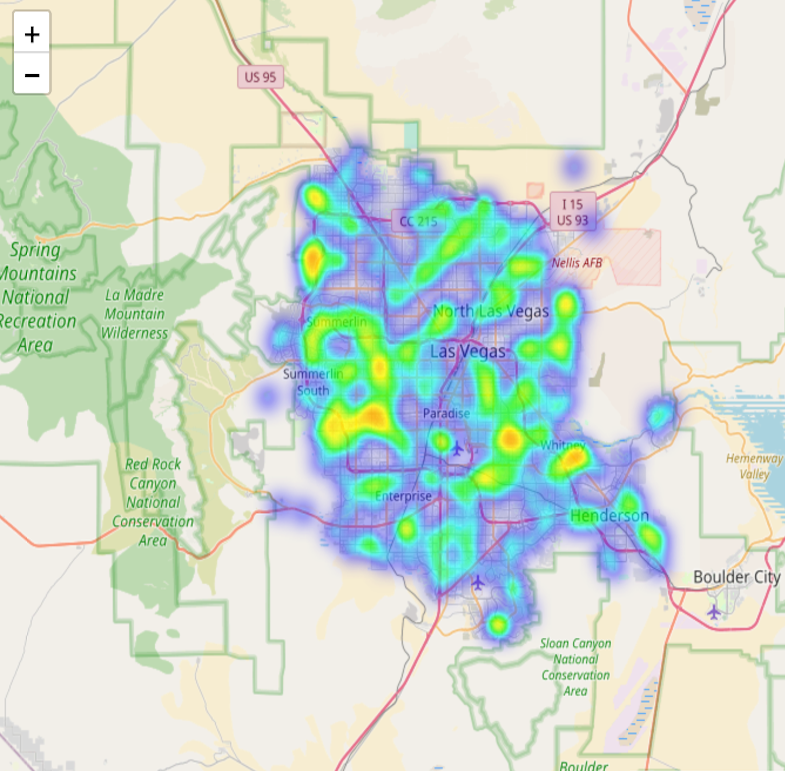 +
−
US 95
CC 215
I 15
US 93
Nellis AFB
Spring
Mountains
National
Recreation
Area
La Madre
Mountain
Wilderness
North Las Vegas
Summerlin
Las Vegas
Summerlin
South
Paradise
Whitney
Hemenway
Valley
Red Rock
Canyon
National
Conservation
Area
Enterprise
Henderson
Boulder City
Sloan Canyon
National
Conservation
Area
Boulder